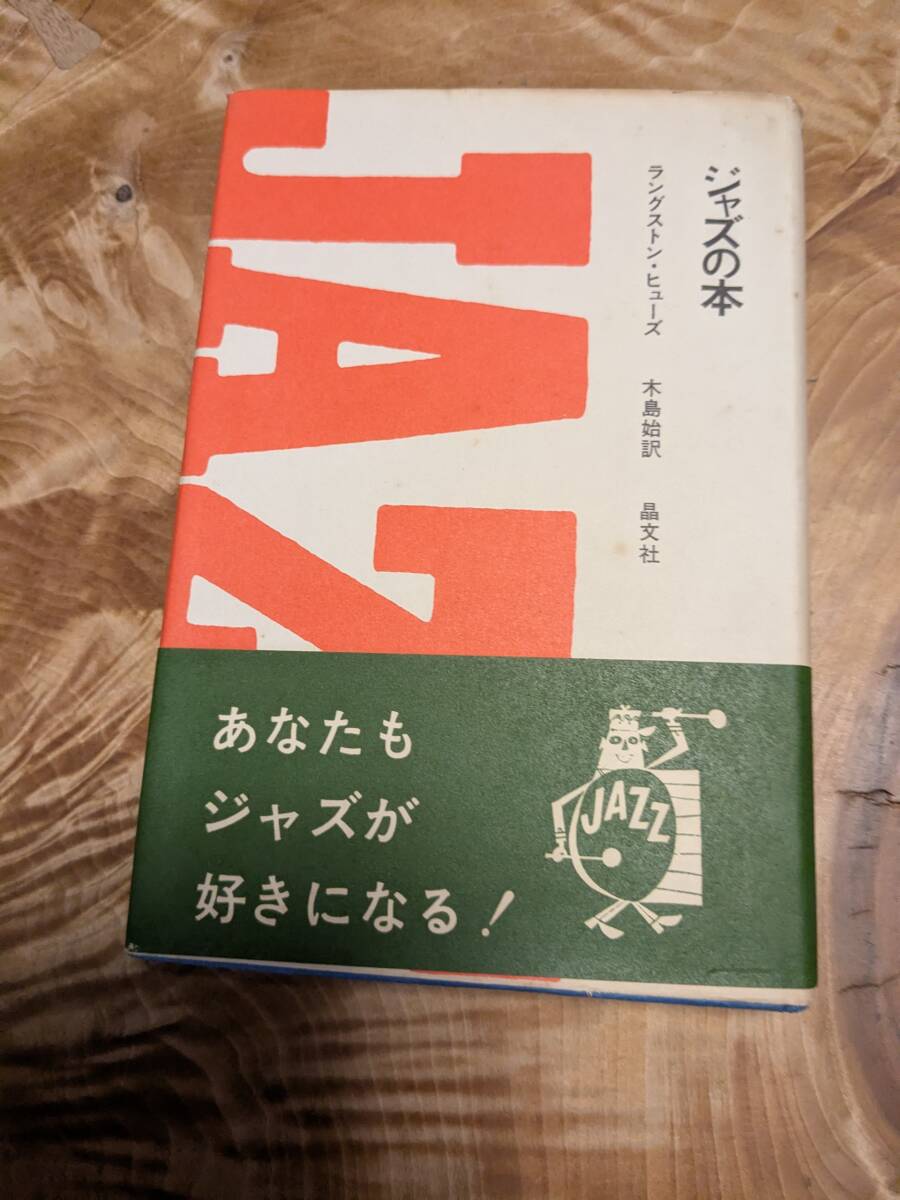 ジャズの本
ラングストン・ヒューズ 木島始訳 晶文社
JAZ
あなたも
ジャズが
好きになる！
JAZZ